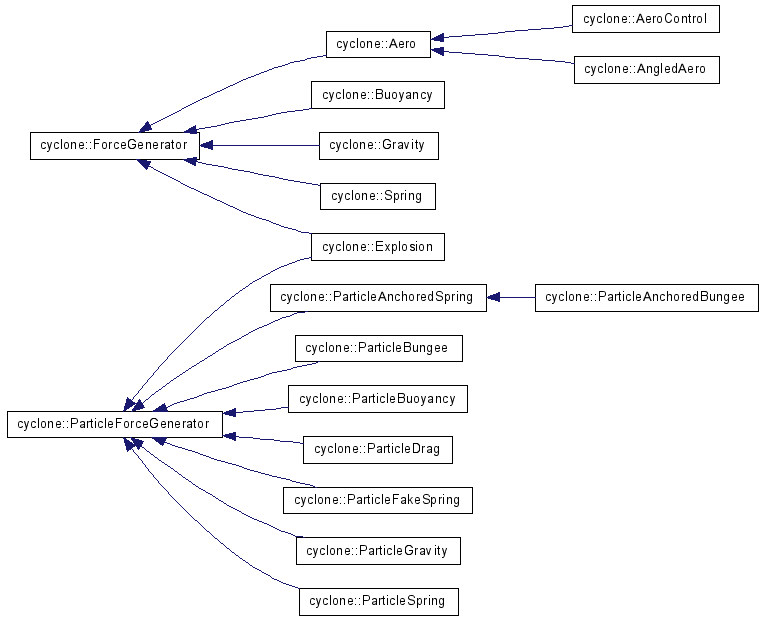 cyclone::AeroControl
cyclone::Aero
cyclone::AngledAero
cyclone::Buoyancy
cyclone::ForceGenerator
cyclone::Gravity
cyclone::Spring
cyclone::Explosion
cyclone::ParticleAnchoredSpring
cyclone::ParticleAnchoredBungee
cyclone::ParticleBungee
cyclone::ParticleBuoyancy
cyclone::ParticleForceGenerator
cyclone::ParticleDrag
cyclone::ParticleFakeSpring
cyclone::ParticleGravity
cyclone::ParticleSpring